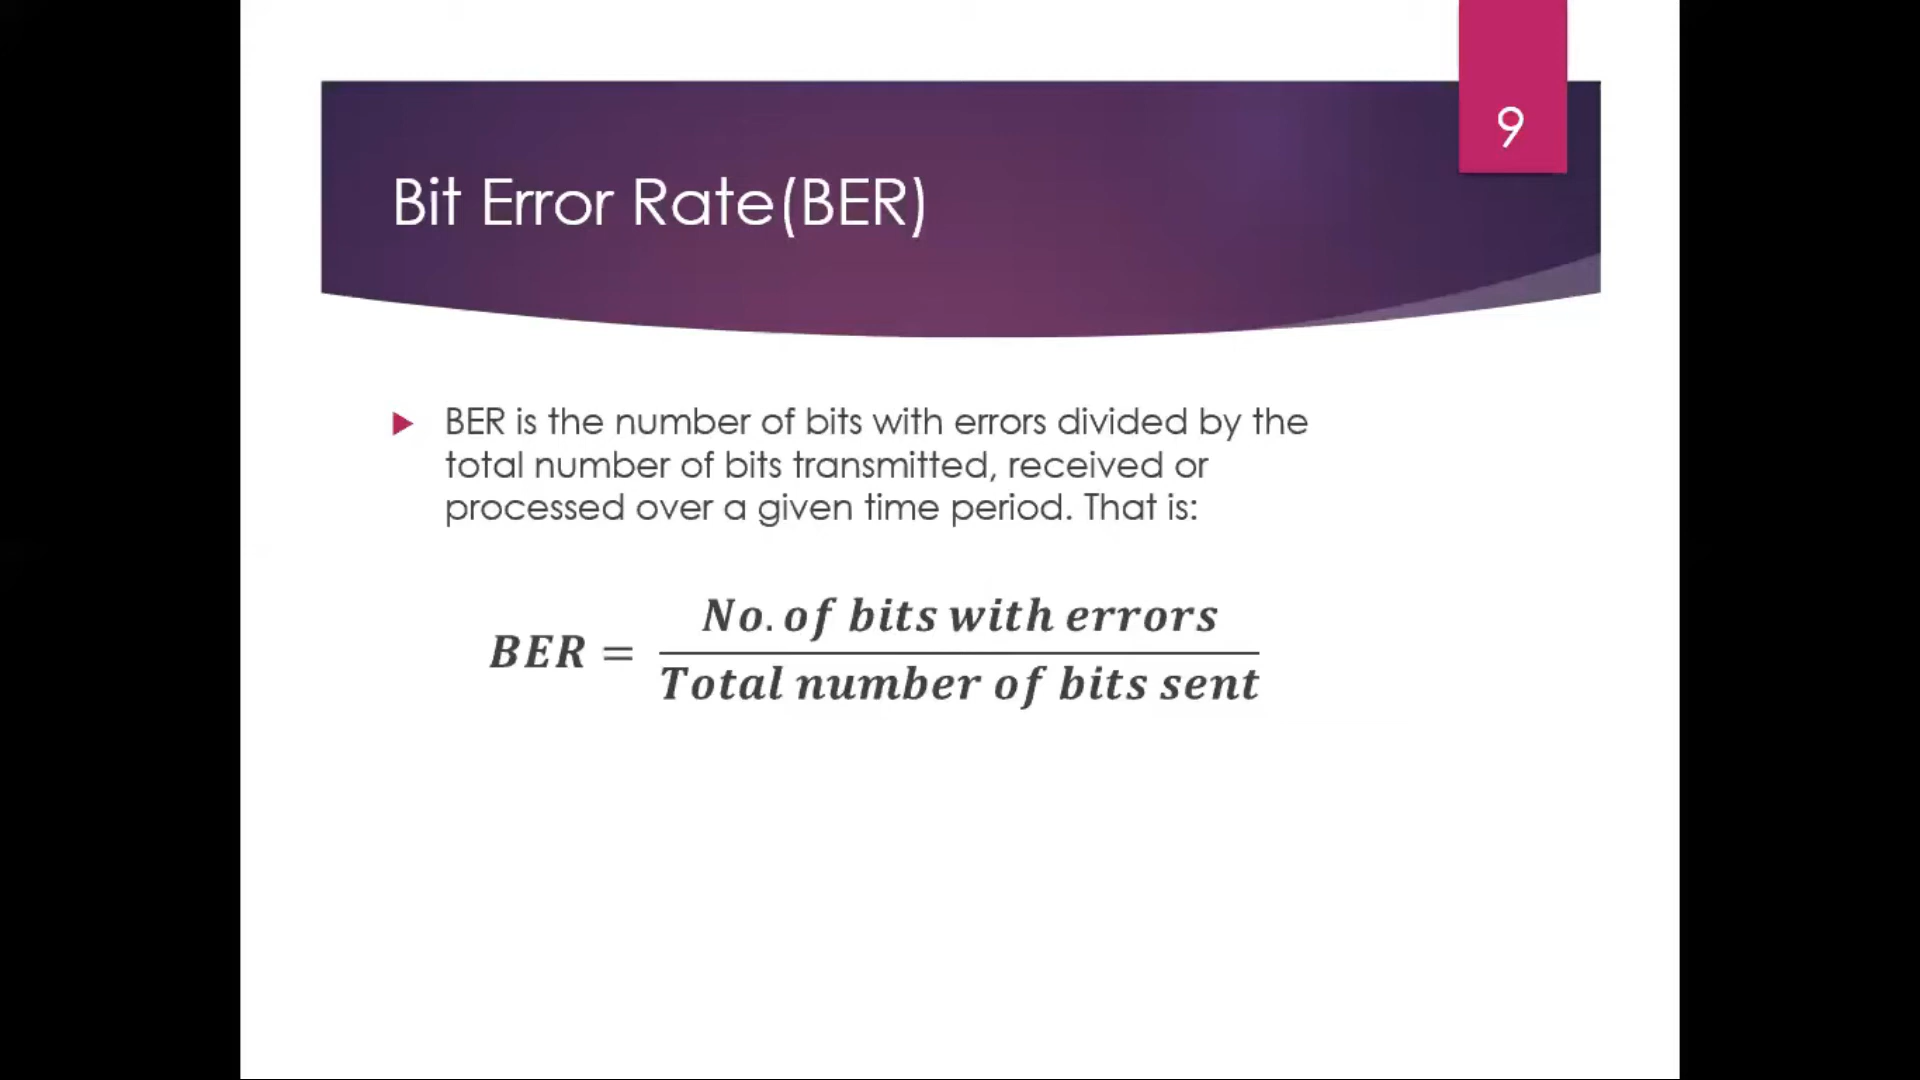 9
Bit Error Rate(BER)
BER is the number of bits with errors divided by the
total number of bits transmitted, received or
processed over a given time period. That is:
BER = No. of bits with errors / Total number of bits sent